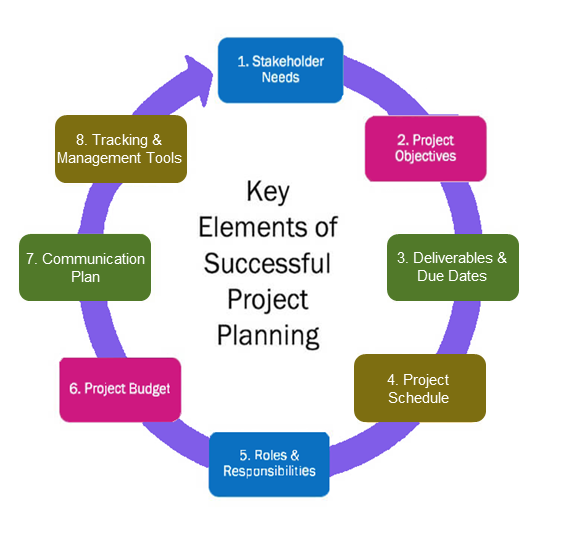 1. Stakeholder
Needs
2. Project
Objectives
3. Deliverables &
Due Dates
4. Project
Schedule
5. Roles &
Responsibilities
6. Project Budget
7. Communication
Plan
8. Tracking &
Management Tools
Key
Elements of
Successful
Project
Planning